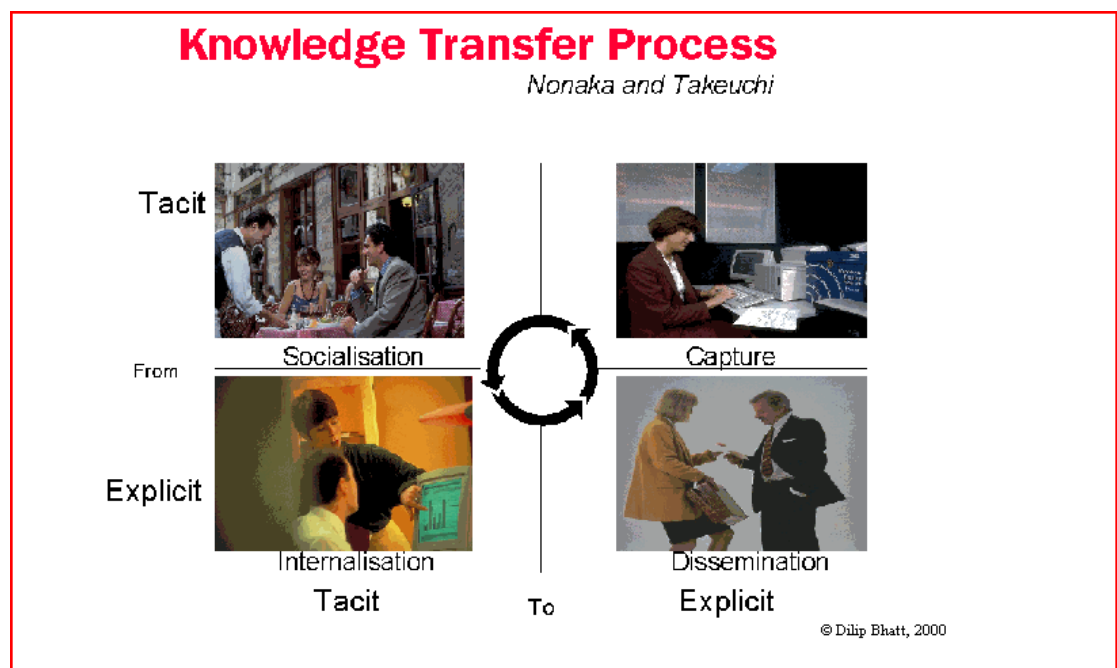 Knowledge Transfer Process
Nonaka and Takeuchi
Tacit
Socialisation
Capture
From
Explicit
Internalisation
Dissemination
Tacit
To
Explicit
© Dilip Bhatt, 2000